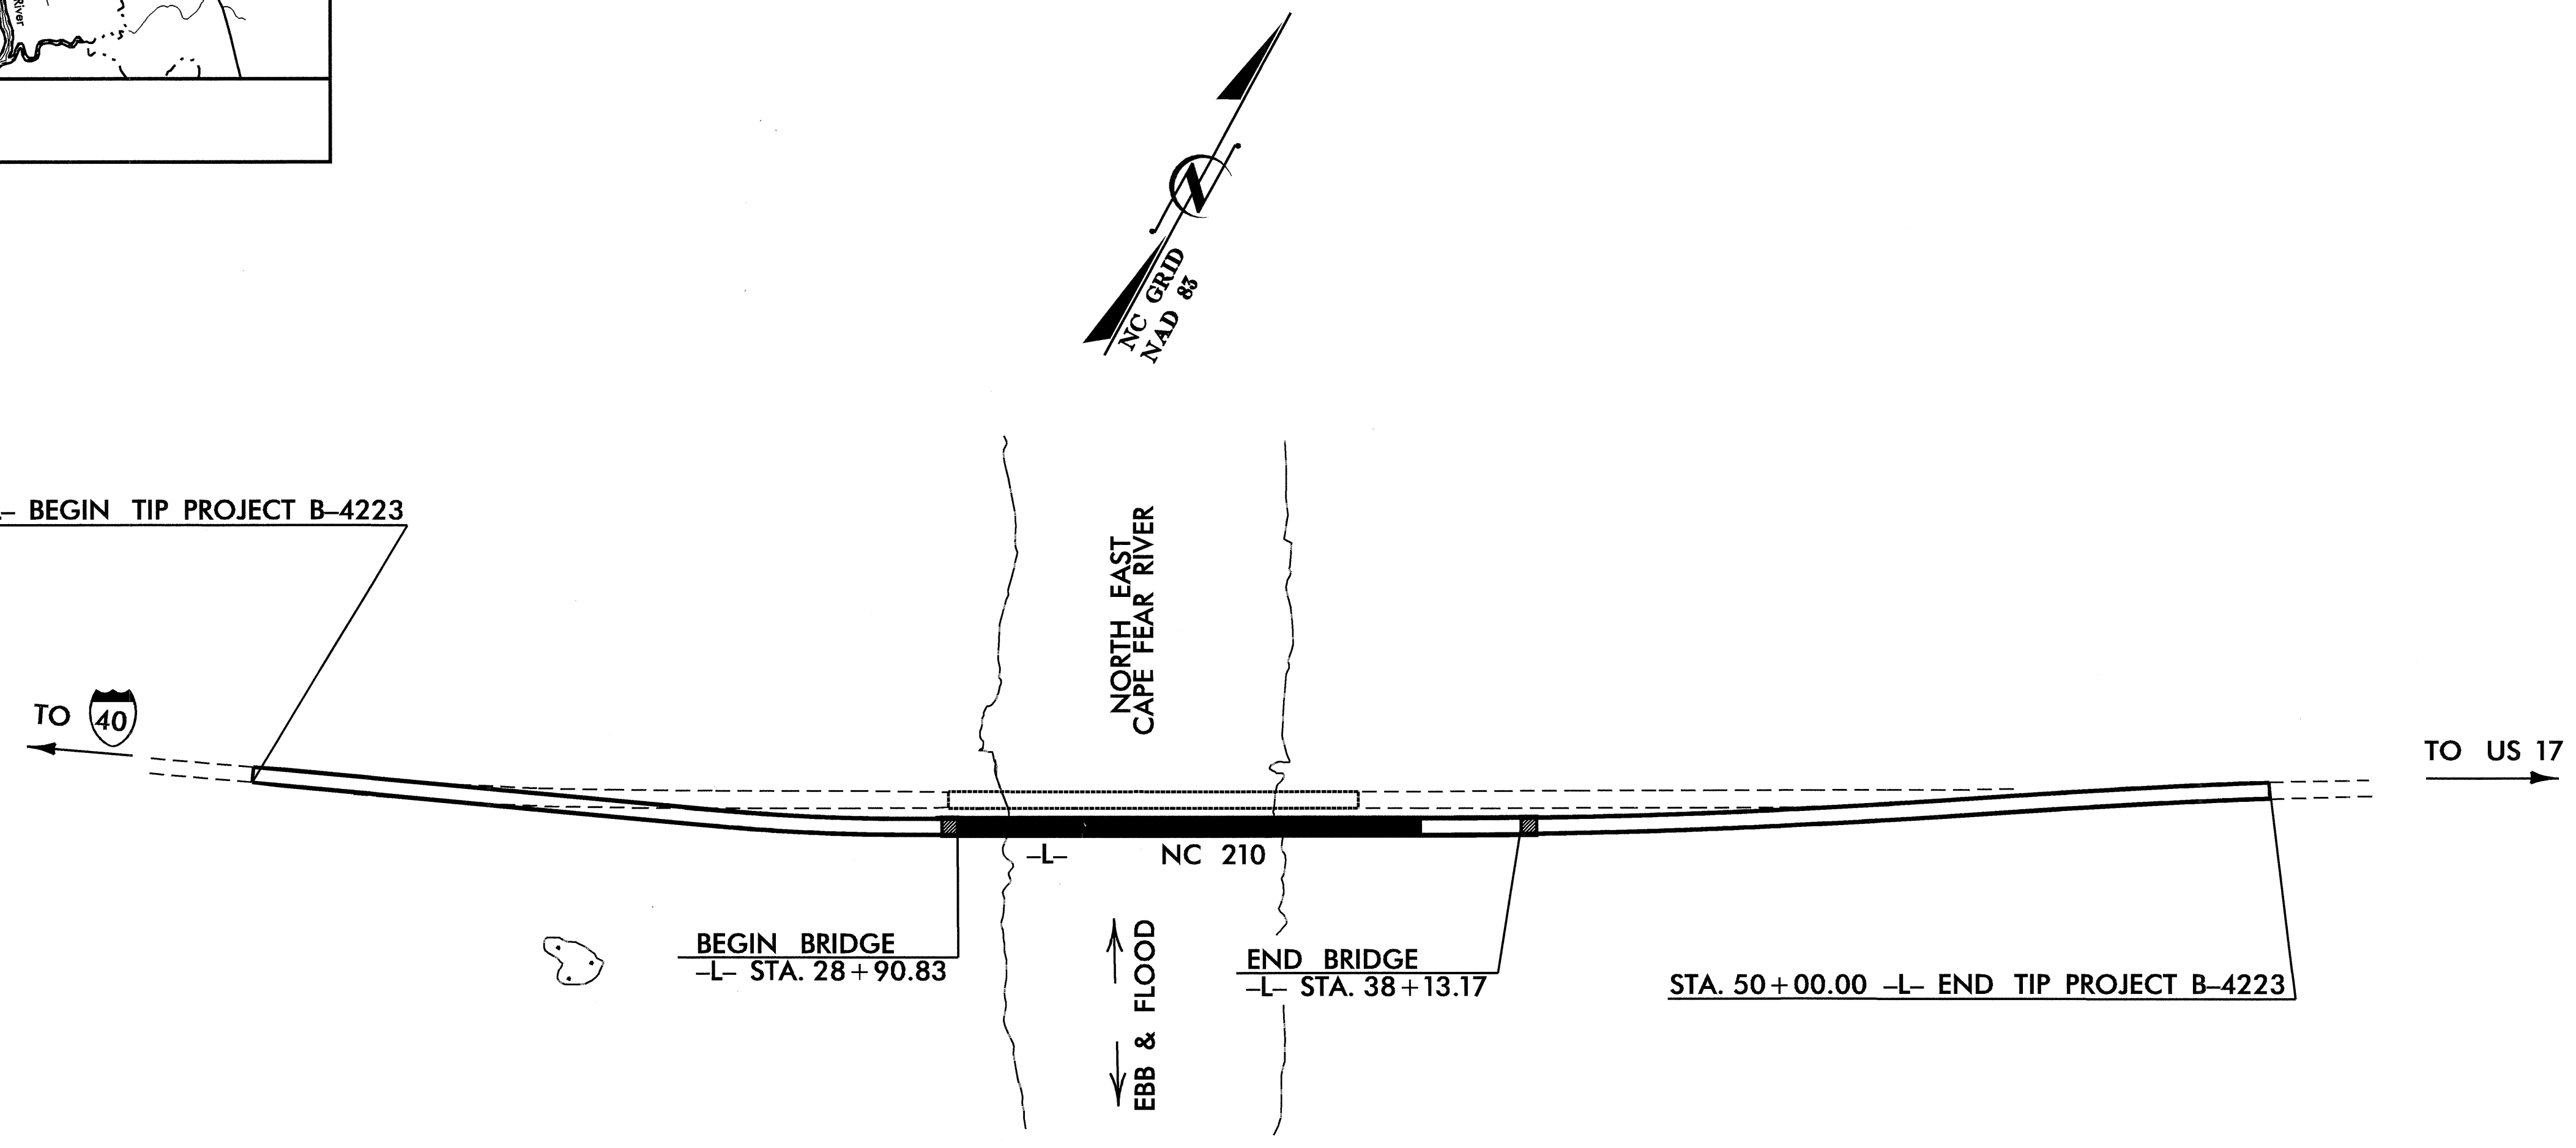 River
N
NC GRID
NAD 83
– BEGIN TIP PROJECT B–4223
NORTH EAST
CAPE FEAR RIVER
TO 40
TO US 17
–L– NC 210
BEGIN BRIDGE
–L– STA. 28+90.83
EBB & FLOOD
END BRIDGE
–L– STA. 38+13.17
STA. 50+00.00 –L– END TIP PROJECT B–4223